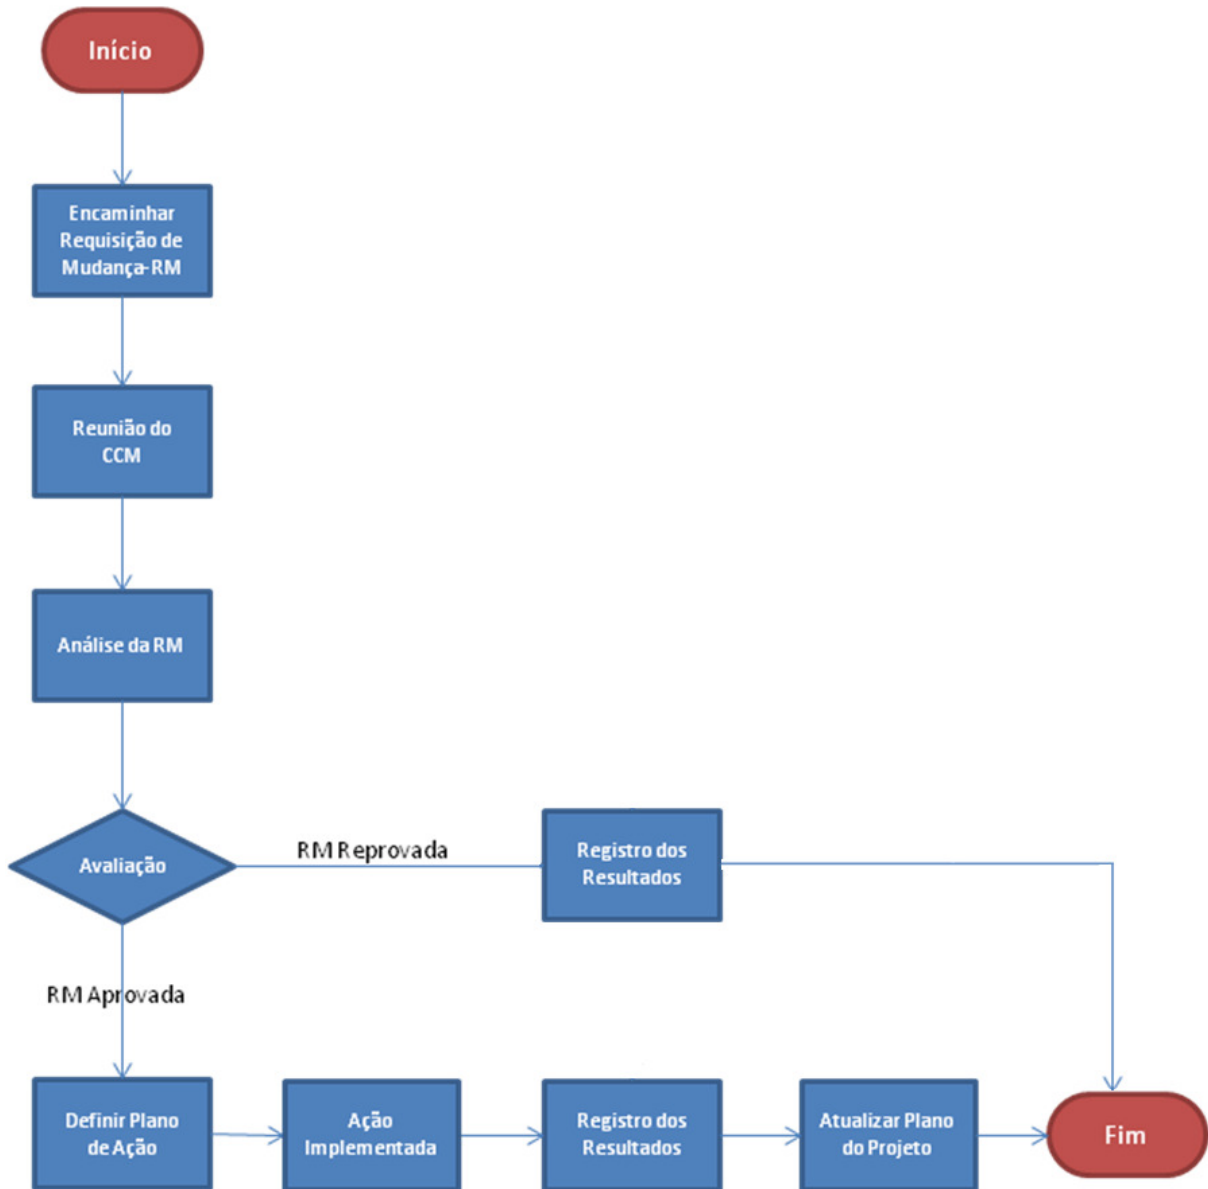 Início
Encaminhar
Requisição de
Mudança-RM
Reunião do
CCM
Análise da RM
Avaliação
RM Reprovada
Registro dos
Resultados
RM Aprovada
Definir Plano
de Ação
Ação
Implementada
Registro dos
Resultados
Atualizar Plano
do Projeto
Fim